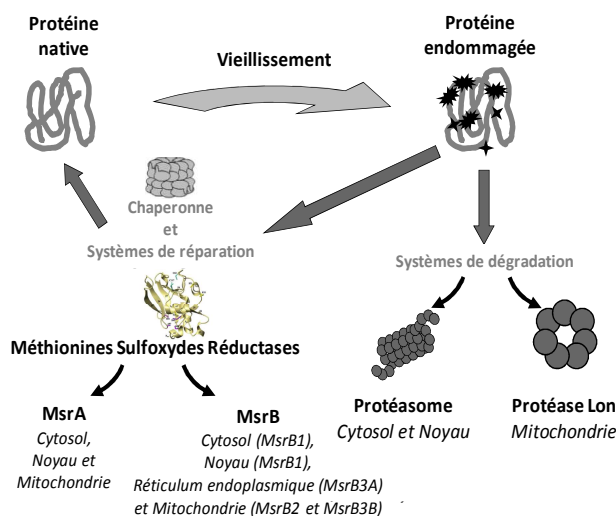 Protéine
native
Vieillissement
Protéine
endommagée
Chaperonne
et
Systèmes de réparation
Systèmes de dégradation
Méthionines Sulfoxydes Réductases
MsrA
Cytosol,
Noyau et
Mitochondrie
MsrB
Cytosol (MsrB1),
Noyau (MsrB1),
Réticulum endoplasmique (MsrB3A)
et Mitochondrie (MsrB2 et MsrB3B)
Protéasome
Cytosol et Noyau
Protéase Lon
Mitochondrie